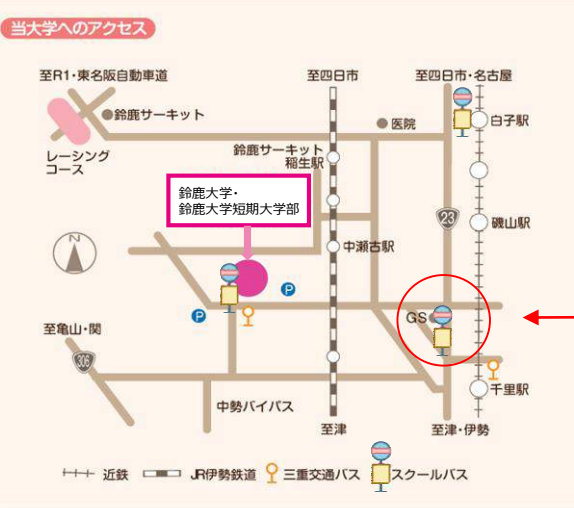 当大学へのアクセス
至R1・東名阪自動車道
至四日市
至四日市・名古屋
鈴鹿サーキット
医院
白子駅
レーシング
コース
鈴鹿サーキット
稲生駅
鈴鹿大学・
鈴鹿大学短期大学部
23
磯山駅
N
中瀬古駅
P
P
GS
至亀山・関
306
千里駅
中勢バイパス
至津
至津・伊勢
近鉄
JR伊勢鉄道
三重交通バス
スクールバス